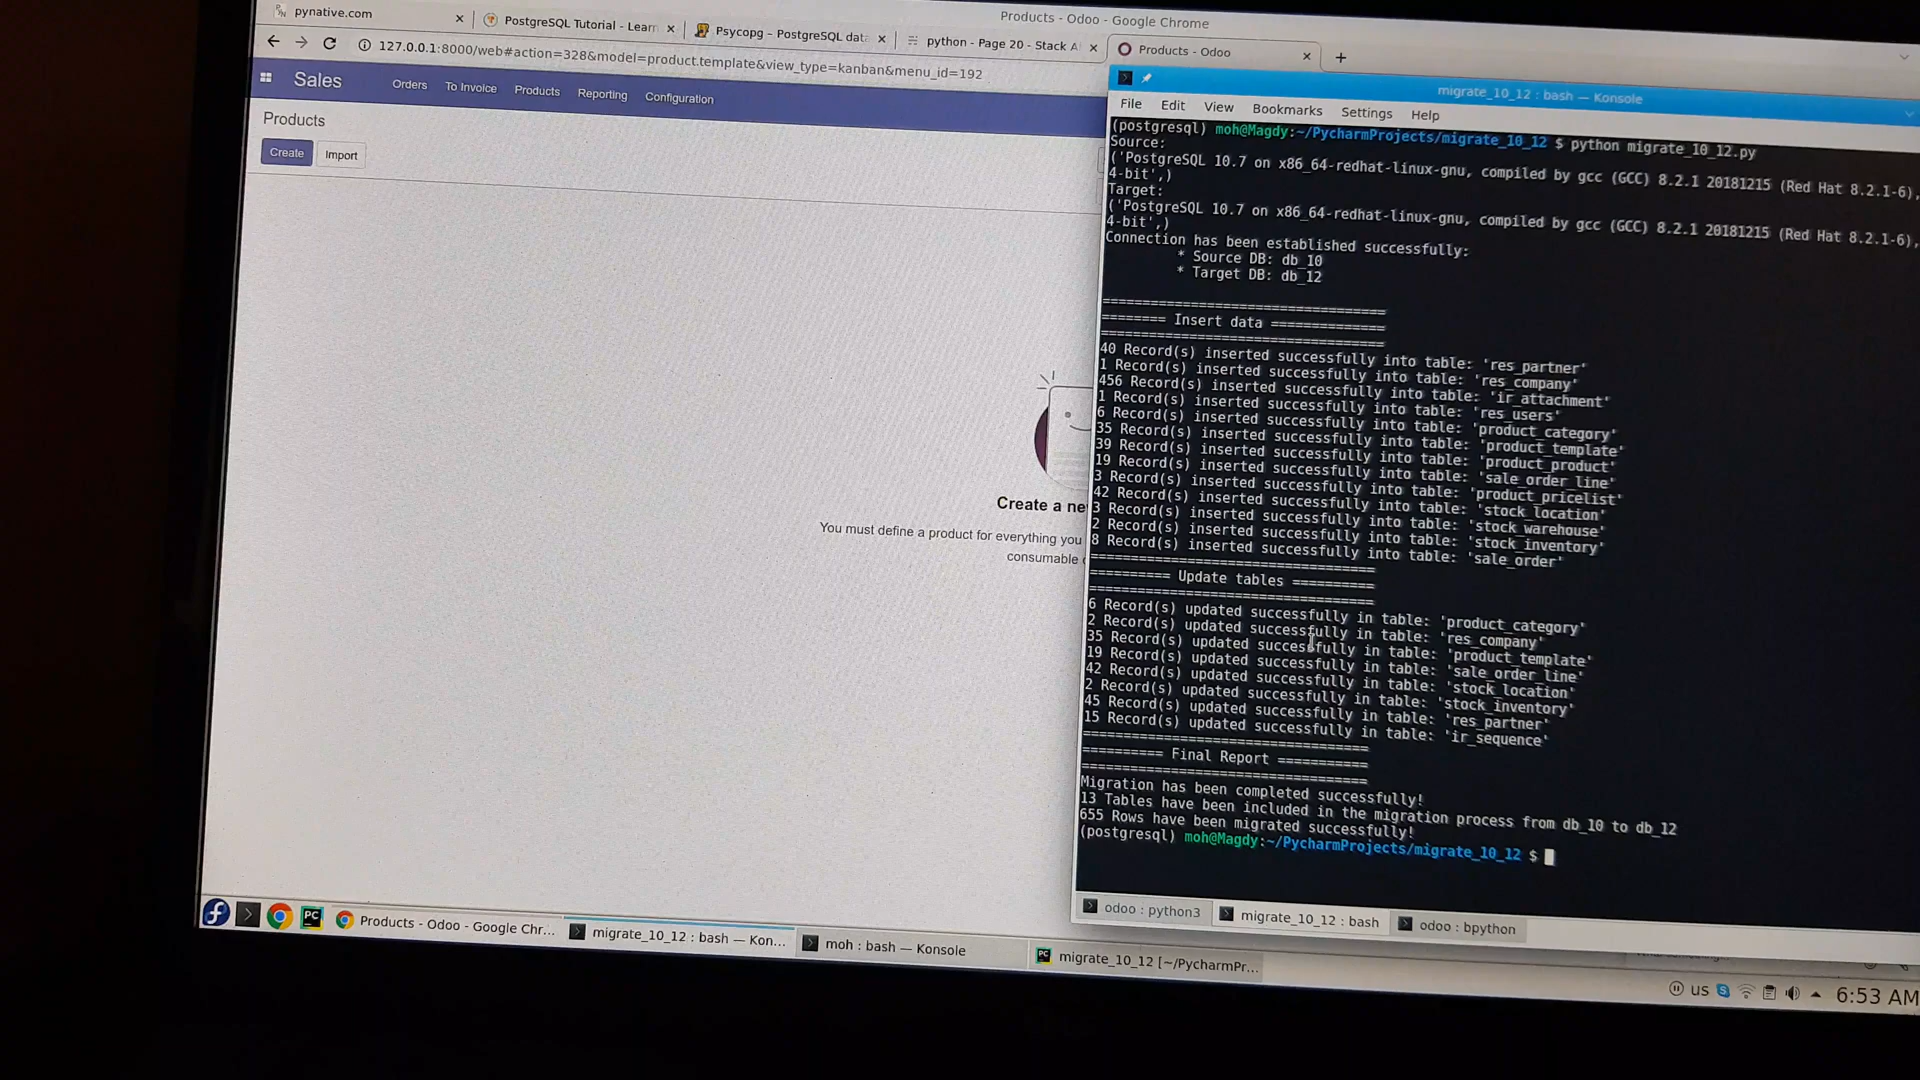 Products - Odoo - Google Chrome
pynative.com
PostgreSQL Tutorial - Learn
Psycopg – PostgreSQL data
python - Page 20 - Stack A
Products - Odoo
127.0.0.1:8000/web#action=328&model=product.template&view_type=kanban&menu_id=192
Sales
Orders
To Invoice
Products
Reporting
Configuration
Products
Create
Import
Create a ne
You must define a product for everything you
consumable
migrate_10_12 : bash — Konsole
File Edit View Bookmarks Settings Help
(postgresql) moh@Magdy:~/PycharmProjects/migrate_10_12 $ python migrate_10_12.py
Source:
('PostgreSQL 10.7 on x86_64-redhat-linux-gnu, compiled by gcc (GCC) 8.2.1 20181215 (Red Hat 8.2.1-6),
4-bit',)
Target:
('PostgreSQL 10.7 on x86_64-redhat-linux-gnu, compiled by gcc (GCC) 8.2.1 20181215 (Red Hat 8.2.1-6),
4-bit',)
Connection has been established successfully:
* Source DB: db_10
* Target DB: db_12
===================================
======== Insert data ==============
===================================
40 Record(s) inserted successfully into table: 'res_partner'
1 Record(s) inserted successfully into table: 'res_company'
456 Record(s) inserted successfully into table: 'ir_attachment'
1 Record(s) inserted successfully into table: 'res_users'
6 Record(s) inserted successfully into table: 'product_category'
35 Record(s) inserted successfully into table: 'product_template'
39 Record(s) inserted successfully into table: 'product_product'
19 Record(s) inserted successfully into table: 'sale_order_line'
3 Record(s) inserted successfully into table: 'product_pricelist'
42 Record(s) inserted successfully into table: 'stock_location'
3 Record(s) inserted successfully into table: 'stock_warehouse'
2 Record(s) inserted successfully into table: 'stock_inventory'
8 Record(s) inserted successfully into table: 'sale_order'
===================================
========== Update tables ==========
===================================
6 Record(s) updated successfully in table: 'product_category'
2 Record(s) updated successfully in table: 'res_company'
35 Record(s) updated successfully in table: 'product_template'
19 Record(s) updated successfully in table: 'sale_order_line'
42 Record(s) updated successfully in table: 'stock_location'
2 Record(s) updated successfully in table: 'stock_inventory'
45 Record(s) updated successfully in table: 'res_partner'
15 Record(s) updated successfully in table: 'ir_sequence'
===================================
========== Final Report ===========
===================================
Migration has been completed successfully!
13 Tables have been included in the migration process from db_10 to db_12
655 Rows have been migrated successfully!
(postgresql) moh@Magdy:~/PycharmProjects/migrate_10_12 $
odoo : python3
migrate_10_12 : bash
odoo : bpython
PC
Products - Odoo - Google Chr...
migrate_10_12 : bash — Kon...
moh : bash — Konsole
PC
migrate_10_12 [~/PycharmPr...
us
6:53 AM